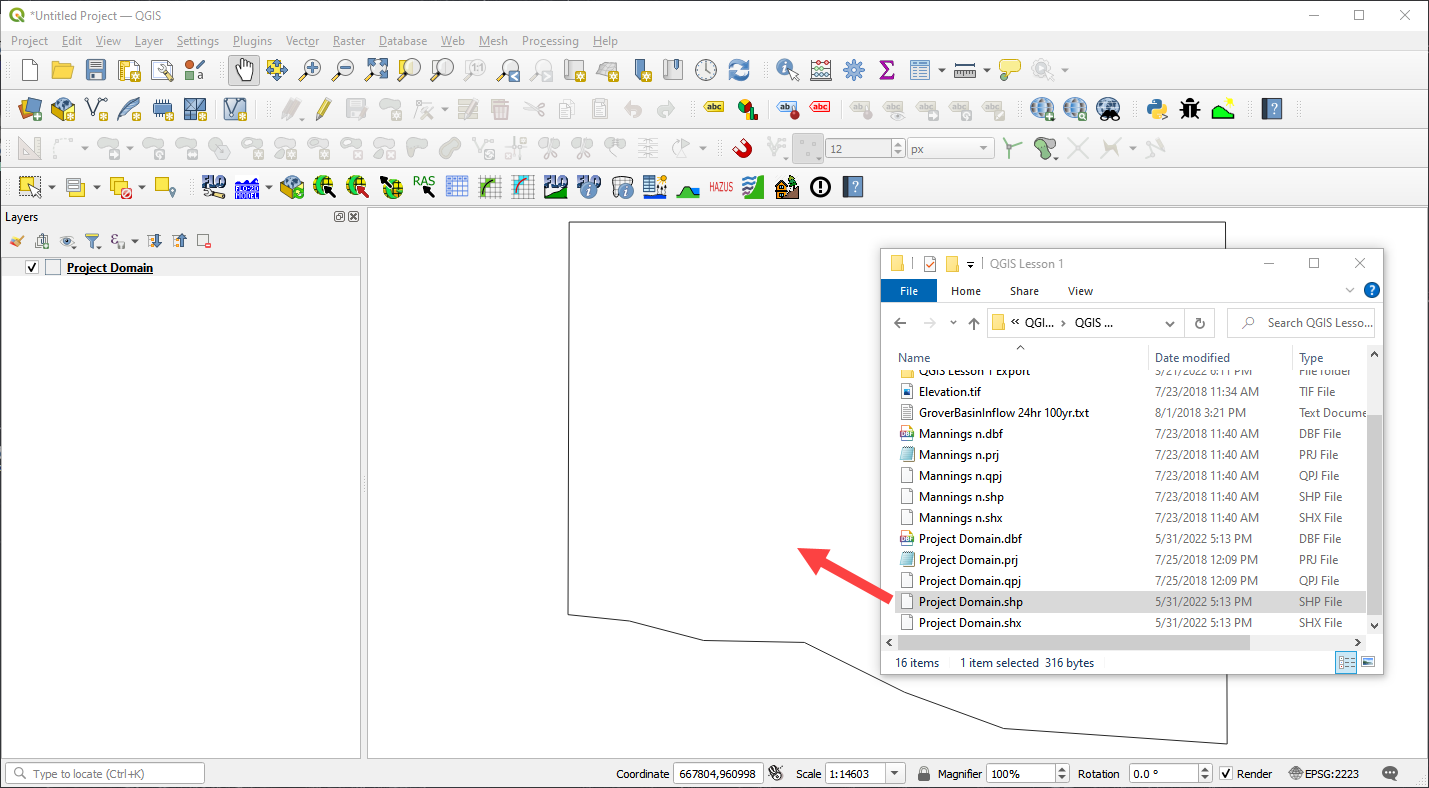 *Untitled Project — QGIS
Project Edit View Layer Settings Plugins Vector Raster Database Web Mesh Processing Help
abc abc abc
12 px
FLO-2D MODEL RAS HAZUS
Layers
Project Domain
QGIS Lesson 1
File Home Share View
« QGI... › QGIS ... Search QGIS Lesso...
Name Date modified Type
QGIS Lesson 1 Export 5/21/2022 6:11 PM File folder
Elevation.tif 7/23/2018 11:34 AM TIF File
GroverBasinInflow 24hr 100yr.txt 8/1/2018 3:21 PM Text Docume
Mannings n.dbf 7/23/2018 11:40 AM DBF File
Mannings n.prj 7/23/2018 11:40 AM PRJ File
Mannings n.qpj 7/23/2018 11:40 AM QPJ File
Mannings n.shp 7/23/2018 11:40 AM SHP File
Mannings n.shx 7/23/2018 11:40 AM SHX File
Project Domain.dbf 5/31/2022 5:13 PM DBF File
Project Domain.prj 7/25/2018 12:09 PM PRJ File
Project Domain.qpj 7/25/2018 12:09 PM QPJ File
Project Domain.shp 5/31/2022 5:13 PM SHP File
Project Domain.shx 5/31/2022 5:13 PM SHX File
16 items 1 item selected 316 bytes
Type to locate (Ctrl+K) Coordinate 667804,960998 Scale 1:14603 Magnifier 100% Rotation 0.0 ° Render EPSG:2223